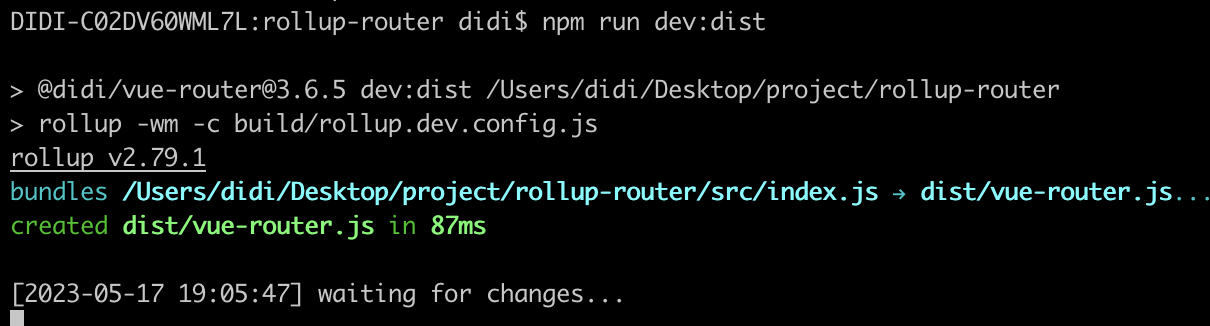 DIDI-C02DV60WML7L:rollup-router didi$ npm run dev:dist
> @didi/vue-router@3.6.5 dev:dist /Users/didi/Desktop/project/rollup-router
> rollup -wm -c build/rollup.dev.config.js
rollup v2.79.1
bundles /Users/didi/Desktop/project/rollup-router/src/index.js → dist/vue-router.js...
created dist/vue-router.js in 87ms
[2023-05-17 19:05:47] waiting for changes...